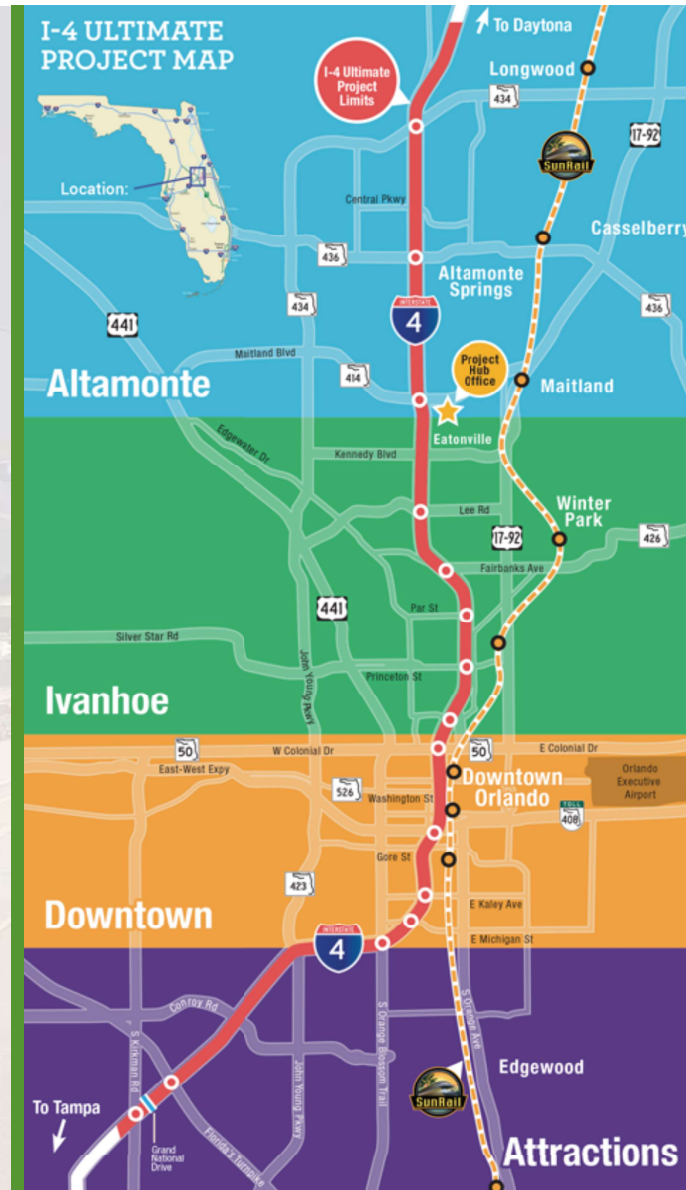 I-4 ULTIMATE
PROJECT MAP
To Daytona
I-4 Ultimate
Project
Limits
Longwood
434
17-92
SunRail
Location:
Central Pkwy
Casselberry
436
Altamonte
Springs
434
436
INTERSTATE
4
441
Maitland Blvd
414
Project
Hub
Office
Altamonte
Maitland
Eatonville
Edgewater Dr
Kennedy Blvd
Lee Rd
Winter
Park
17-92
426
Fairbanks Ave
441
Par St
Silver Star Rd
John Young Pkwy
Princeton St
Ivanhoe
50
W Colonial Dr
50
E Colonial Dr
East-West Expy
526
Washington St
Downtown
Orlando
Orlando
Executive
Airport
TOLL
408
Gore St
423
E Kaley Ave
Downtown
E Michigan St
INTERSTATE
4
Conroy Rd
S Kirkman Rd
S Orange Blossom Trail
S Orange Ave
John Young Pkwy
Edgewood
SunRail
To Tampa
Grand
National
Drive
Florida's Turnpike
Attractions